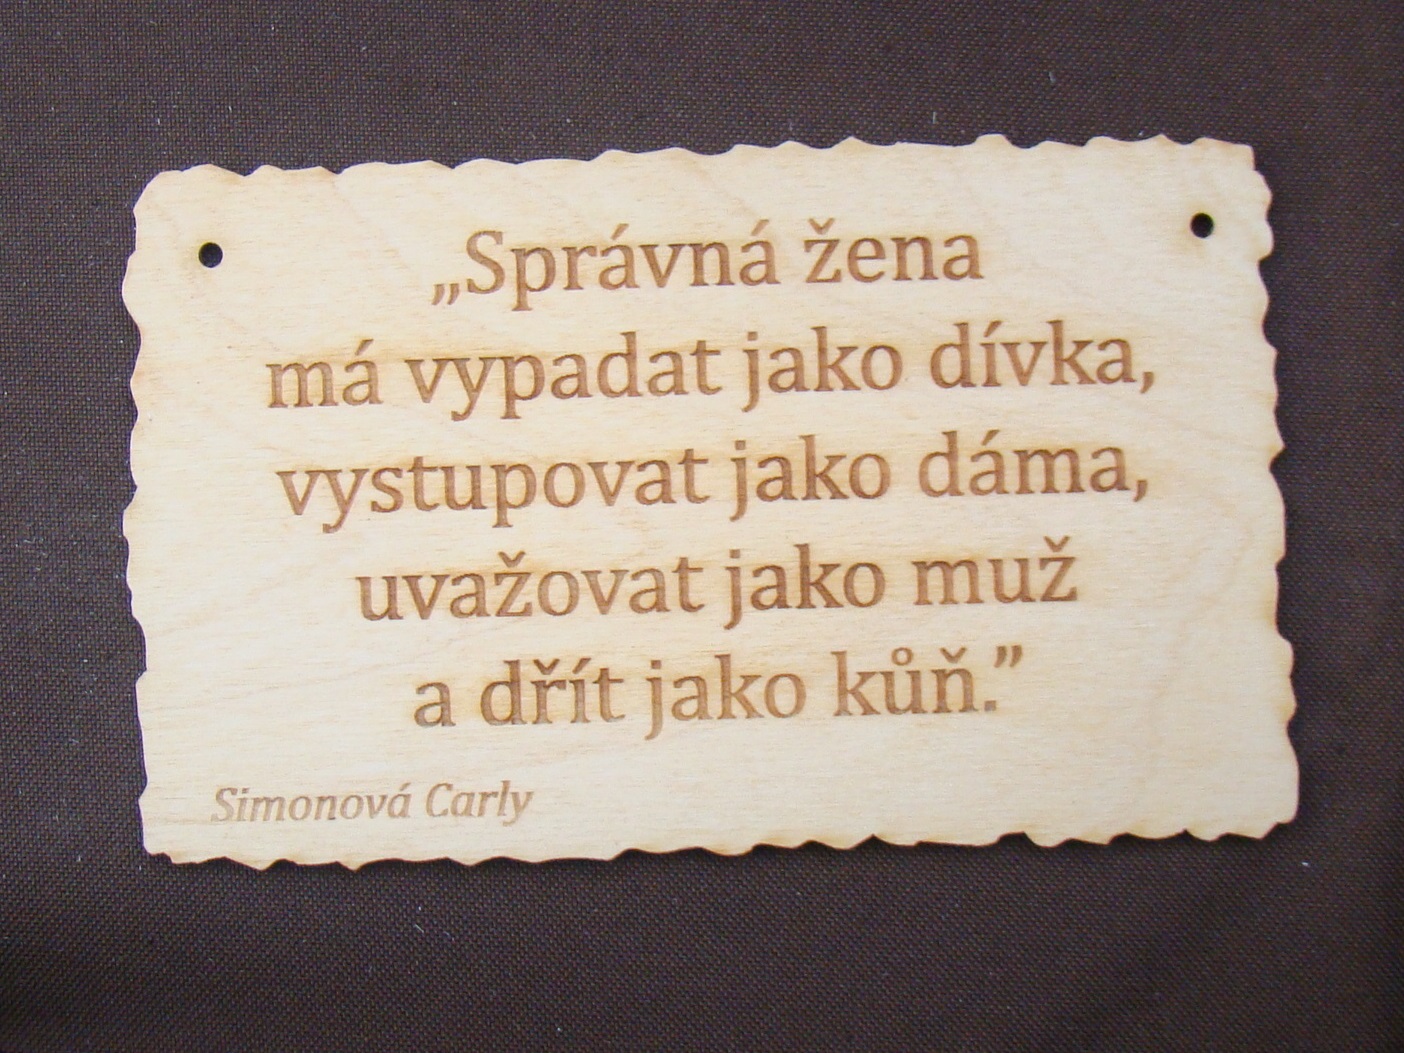 „Správná žena
má vypadat jako dívka,
vystupovat jako dáma,
uvažovat jako muž
a dřít jako kůň.”
Simonová Carly